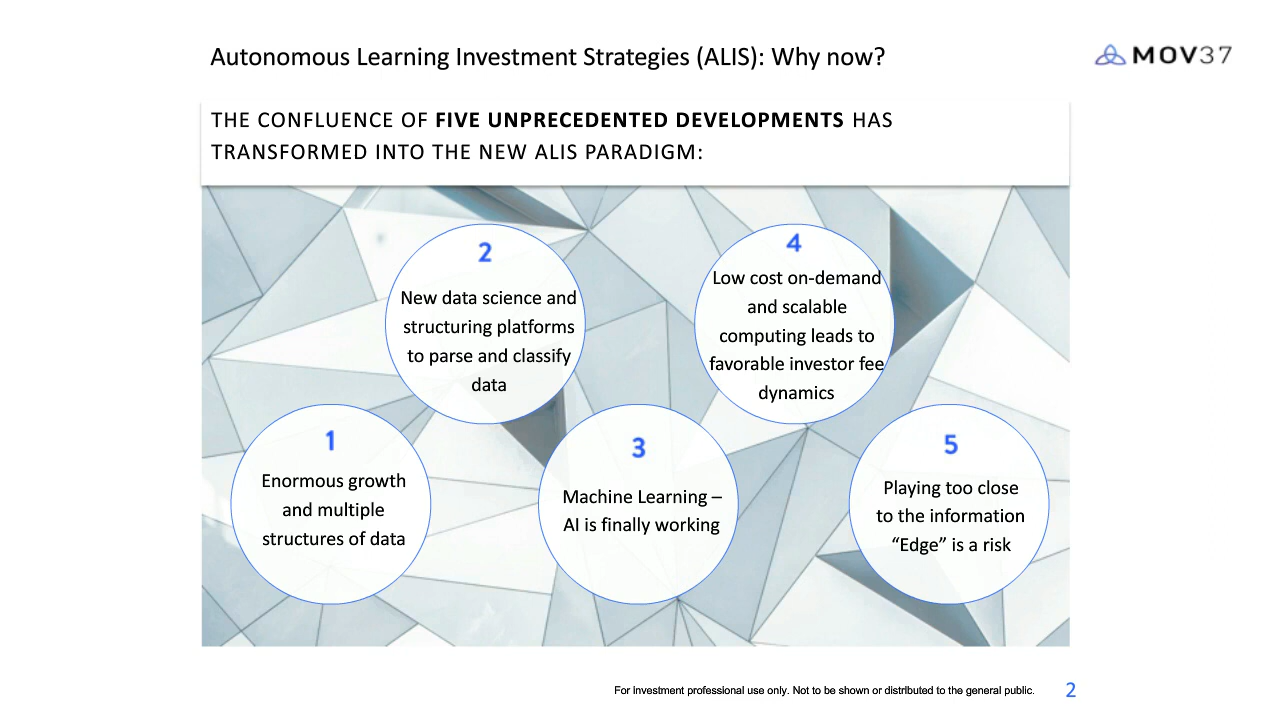 Autonomous Learning Investment Strategies (ALIS): Why now?
MOV37
THE CONFLUENCE OF FIVE UNPRECEDENTED DEVELOPMENTS HAS
TRANSFORMED INTO THE NEW ALIS PARADIGM:
1
Enormous growth
and multiple
structures of data
2
New data science and
structuring platforms
to parse and classify
data
3
Machine Learning –
AI is finally working
4
Low cost on-demand
and scalable
computing leads to
favorable investor fee
dynamics
5
Playing too close
to the information
“Edge” is a risk
For investment professional use only. Not to be shown or distributed to the general public.
2